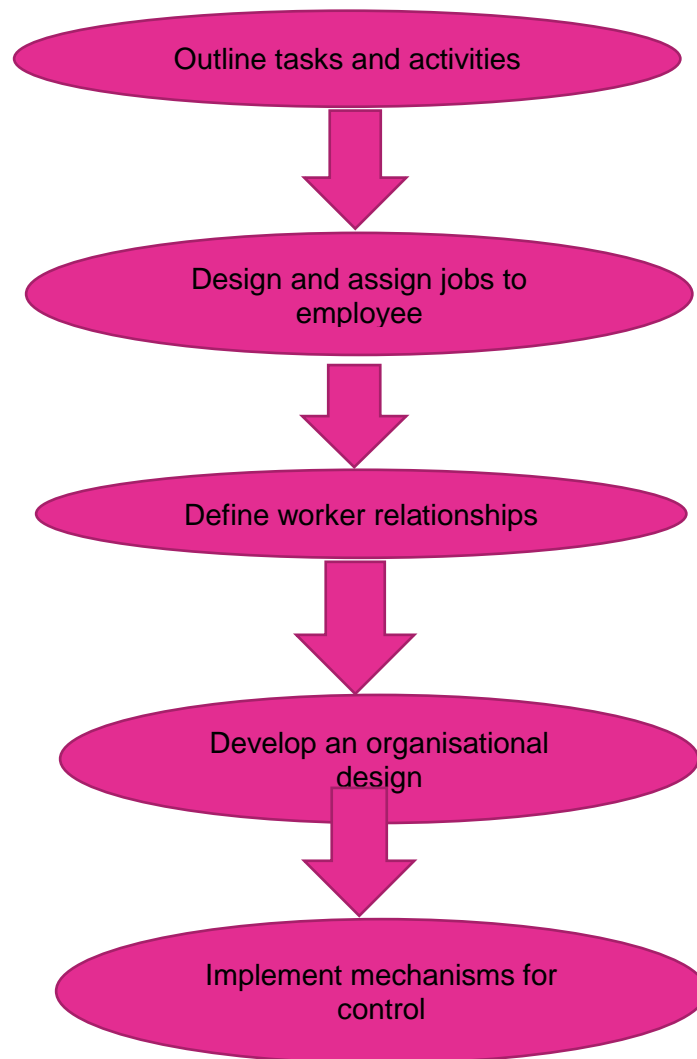 Outline tasks and activities
Design and assign jobs to
employee
Define worker relationships
Develop an organisational
design
Implement mechanisms for
control